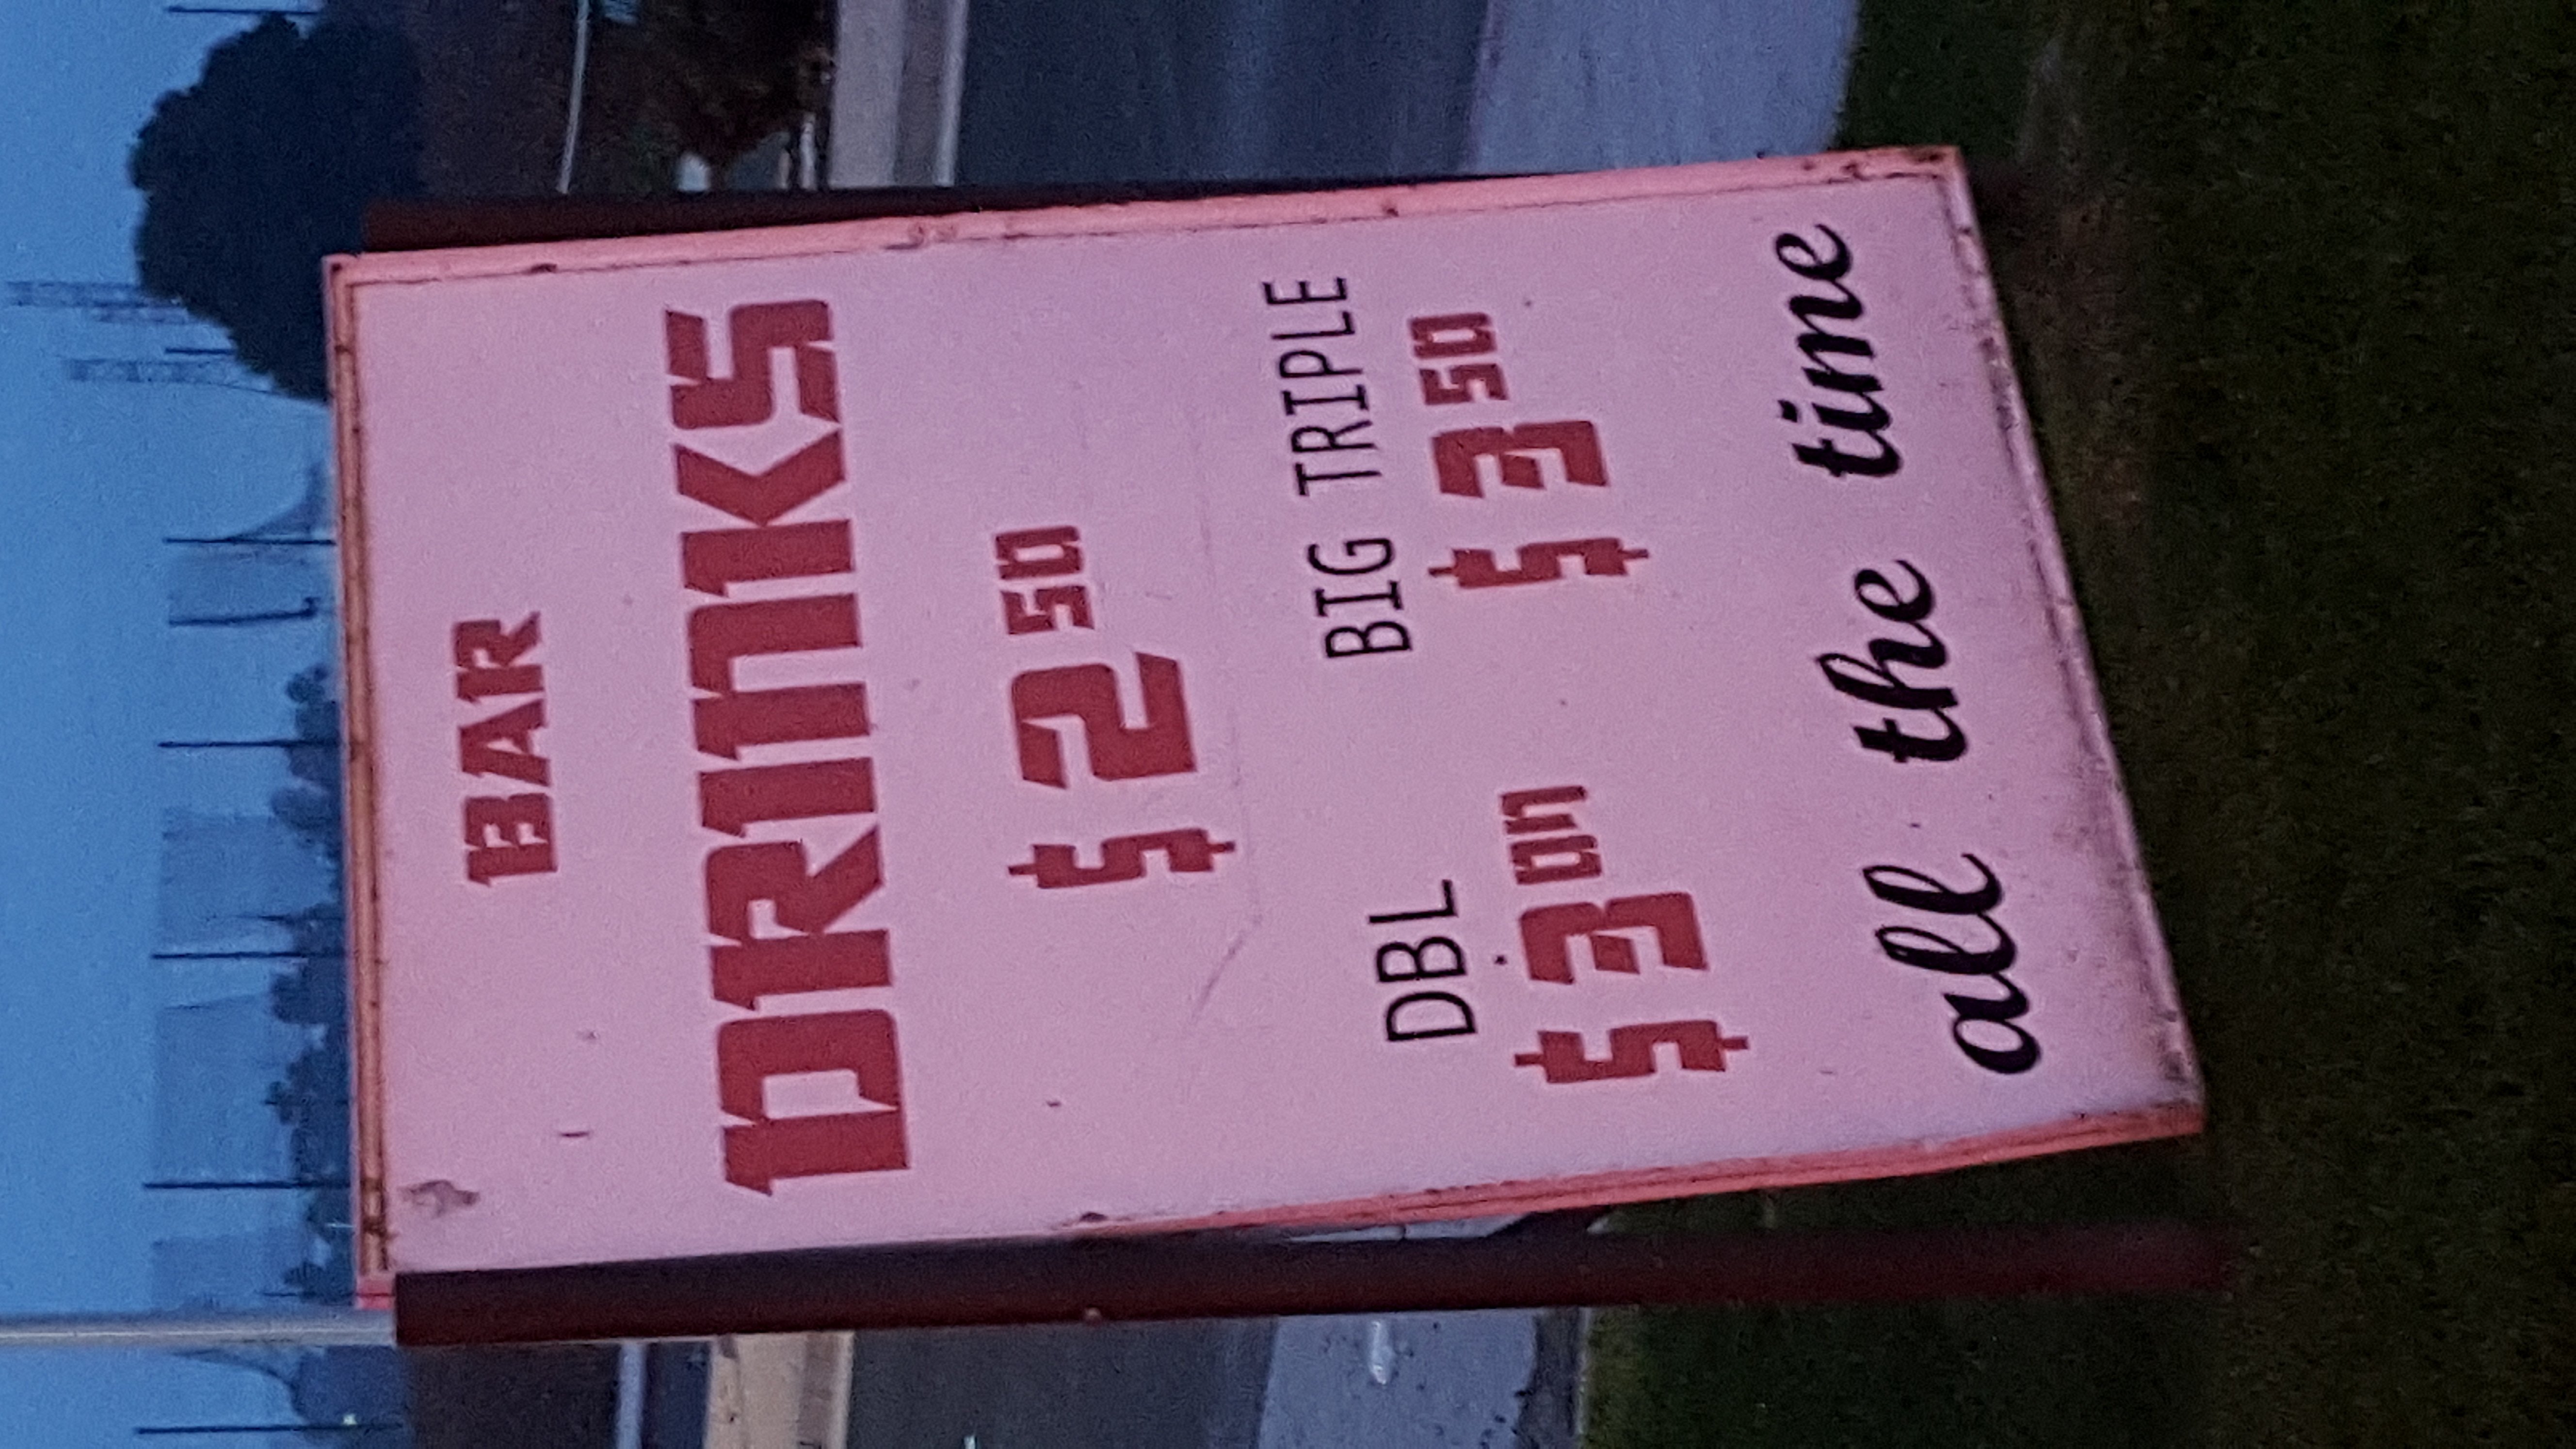 BAR
DRINKS
$2 50
DBL BIG TRIPLE
$3 00 $3 50
all the time